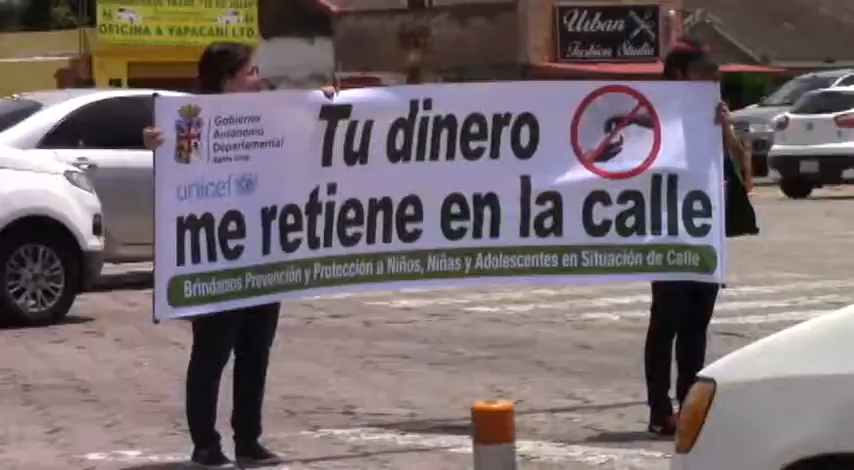 OFICINA A YAPACANI LTD.
Urban
Fashion Studio
Gobierno
Autónomo
Departamental
Santa Cruz
unicef
Tu dinero
me retiene en la calle
Brindamos Prevención y Protección a Niños, Niñas y Adolescentes en Situación de Calle